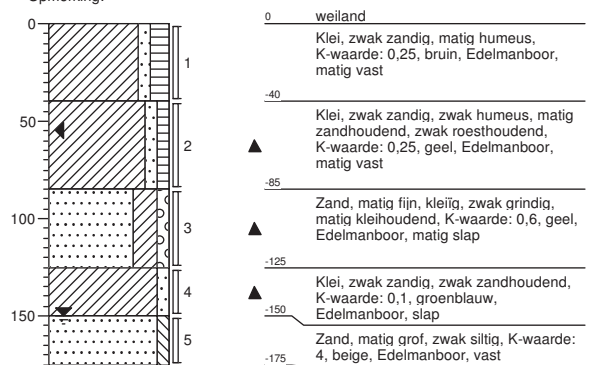 Opmerking:
0 weiland
0
Klei, zwak zandig, matig humeus,
K-waarde: 0,25, bruin, Edelmanboor,
matig vast
1
-40
50
Klei, zwak zandig, zwak humeus, matig
zandhoudend, zwak roesthoudend,
K-waarde: 0,25, geel, Edelmanboor,
matig vast
2
-85
100
Zand, matig fijn, kleiïg, zwak grindig,
matig kleihoudend, K-waarde: 0,6, geel,
Edelmanboor, matig slap
3
-125
Klei, zwak zandig, zwak zandhoudend,
K-waarde: 0,1, groenblauw,
Edelmanboor, slap
4
150
-150
Zand, matig grof, zwak siltig, K-waarde:
4, beige, Edelmanboor, vast
5
-175